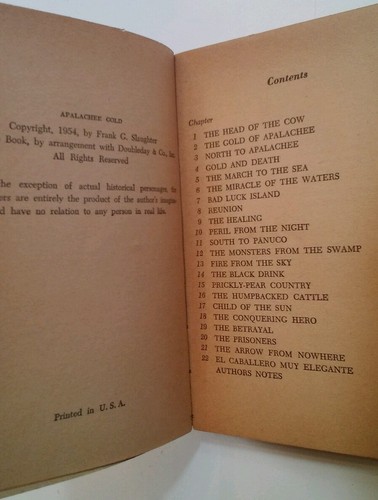 APALACHEE GOLD
Copyright, 1954, by Frank G. Slaughter
Book, by arrangement with Doubleday & Co., Inc.
All Rights Reserved
he exception of actual historical personages, the
ers are entirely the product of the author's imagina
d have no relation to any person in real life.
Printed in U. S. A.
Contents
Chapter
1 THE HEAD OF THE COW
2 THE GOLD OF APALACHEE
3 NORTH TO APALACHEE
4 GOLD AND DEATH
5 THE MARCH TO THE SEA
6 THE MIRACLE OF THE WATERS
7 BAD LUCK ISLAND
8 REUNION
9 THE HEALING
10 PERIL FROM THE NIGHT
11 SOUTH TO PANUCO
12 THE MONSTERS FROM THE SWAMP
13 FIRE FROM THE SKY
14 THE BLACK DRINK
15 PRICKLY-PEAR COUNTRY
16 THE HUMPBACKED CATTLE
17 CHILD OF THE SUN
18 THE CONQUERING HERO
19 THE BETRAYAL
20 THE PRISONERS
21 THE ARROW FROM NOWHERE
22 EL CABALLERO MUY ELEGANTE
AUTHORS NOTES